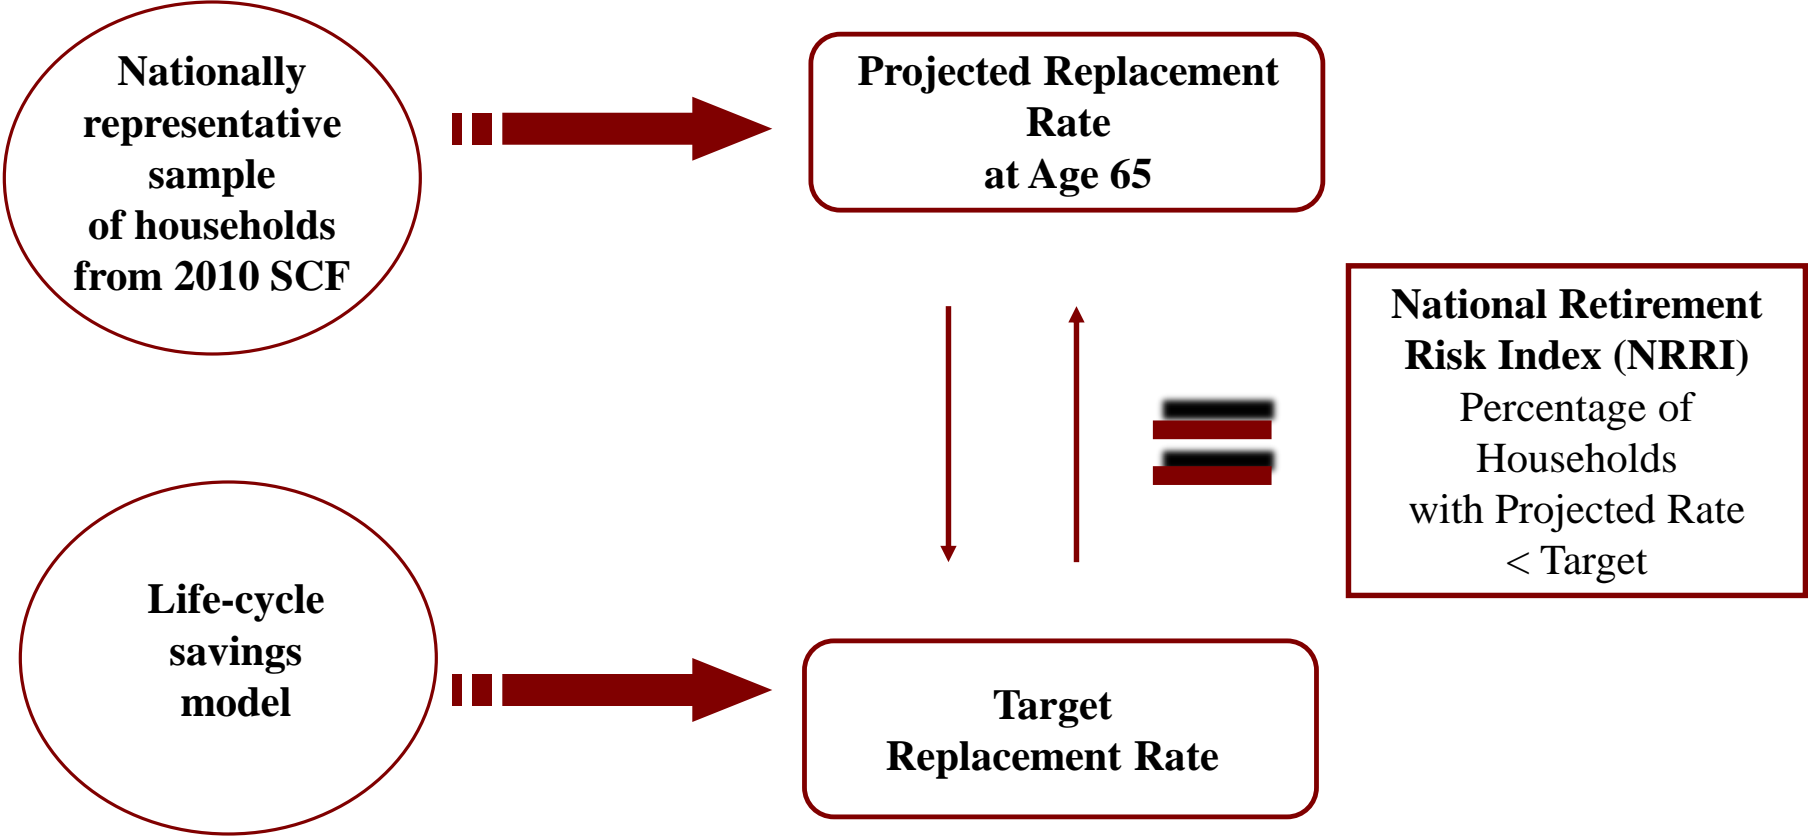 Nationally
representative
sample
of households
from 2010 SCF
Projected Replacement
Rate
at Age 65
National Retirement
Risk Index (NRRI)
Percentage of
Households
with Projected Rate
< Target
Life-cycle
savings
model
Target
Replacement Rate